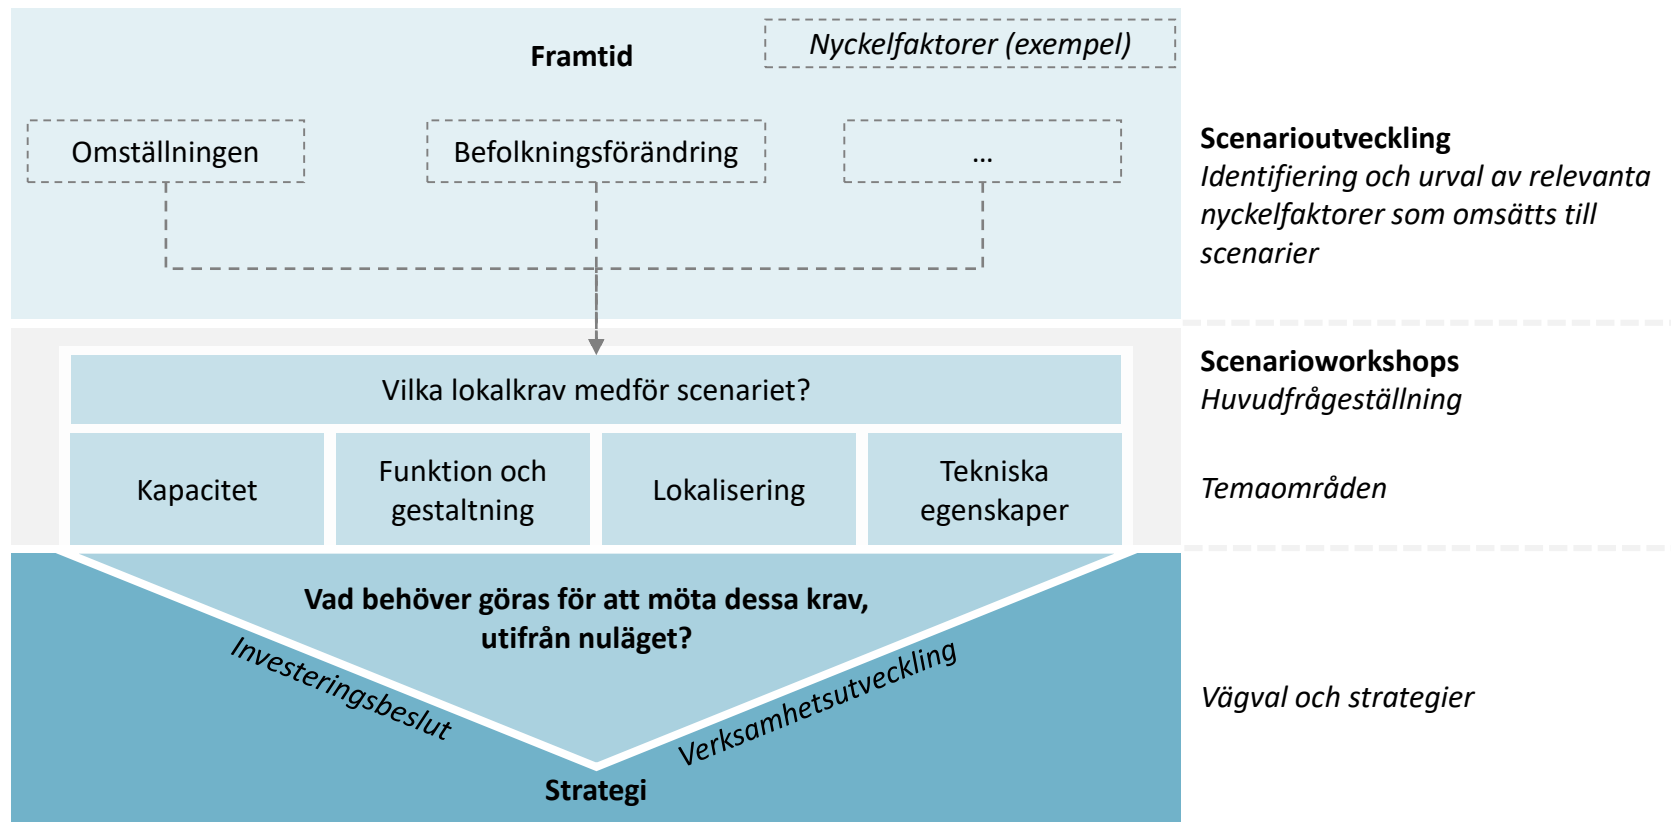 Framtid
Nyckelfaktorer (exempel)
Omställningen
Befolkningsförändring
...
Scenarioutveckling
Identifiering och urval av relevanta
nyckelfaktorer som omsätts till
scenarier
Vilka lokalkrav medför scenariet?
Scenarioworkshops
Huvudfrågeställning
Kapacitet
Funktion och
gestaltning
Lokalisering
Tekniska
egenskaper
Temaområden
Vad behöver göras för att möta dessa krav,
utifrån nuläget?
Investeringsbeslut
Verksamhetsutveckling
Strategi
Vägval och strategier